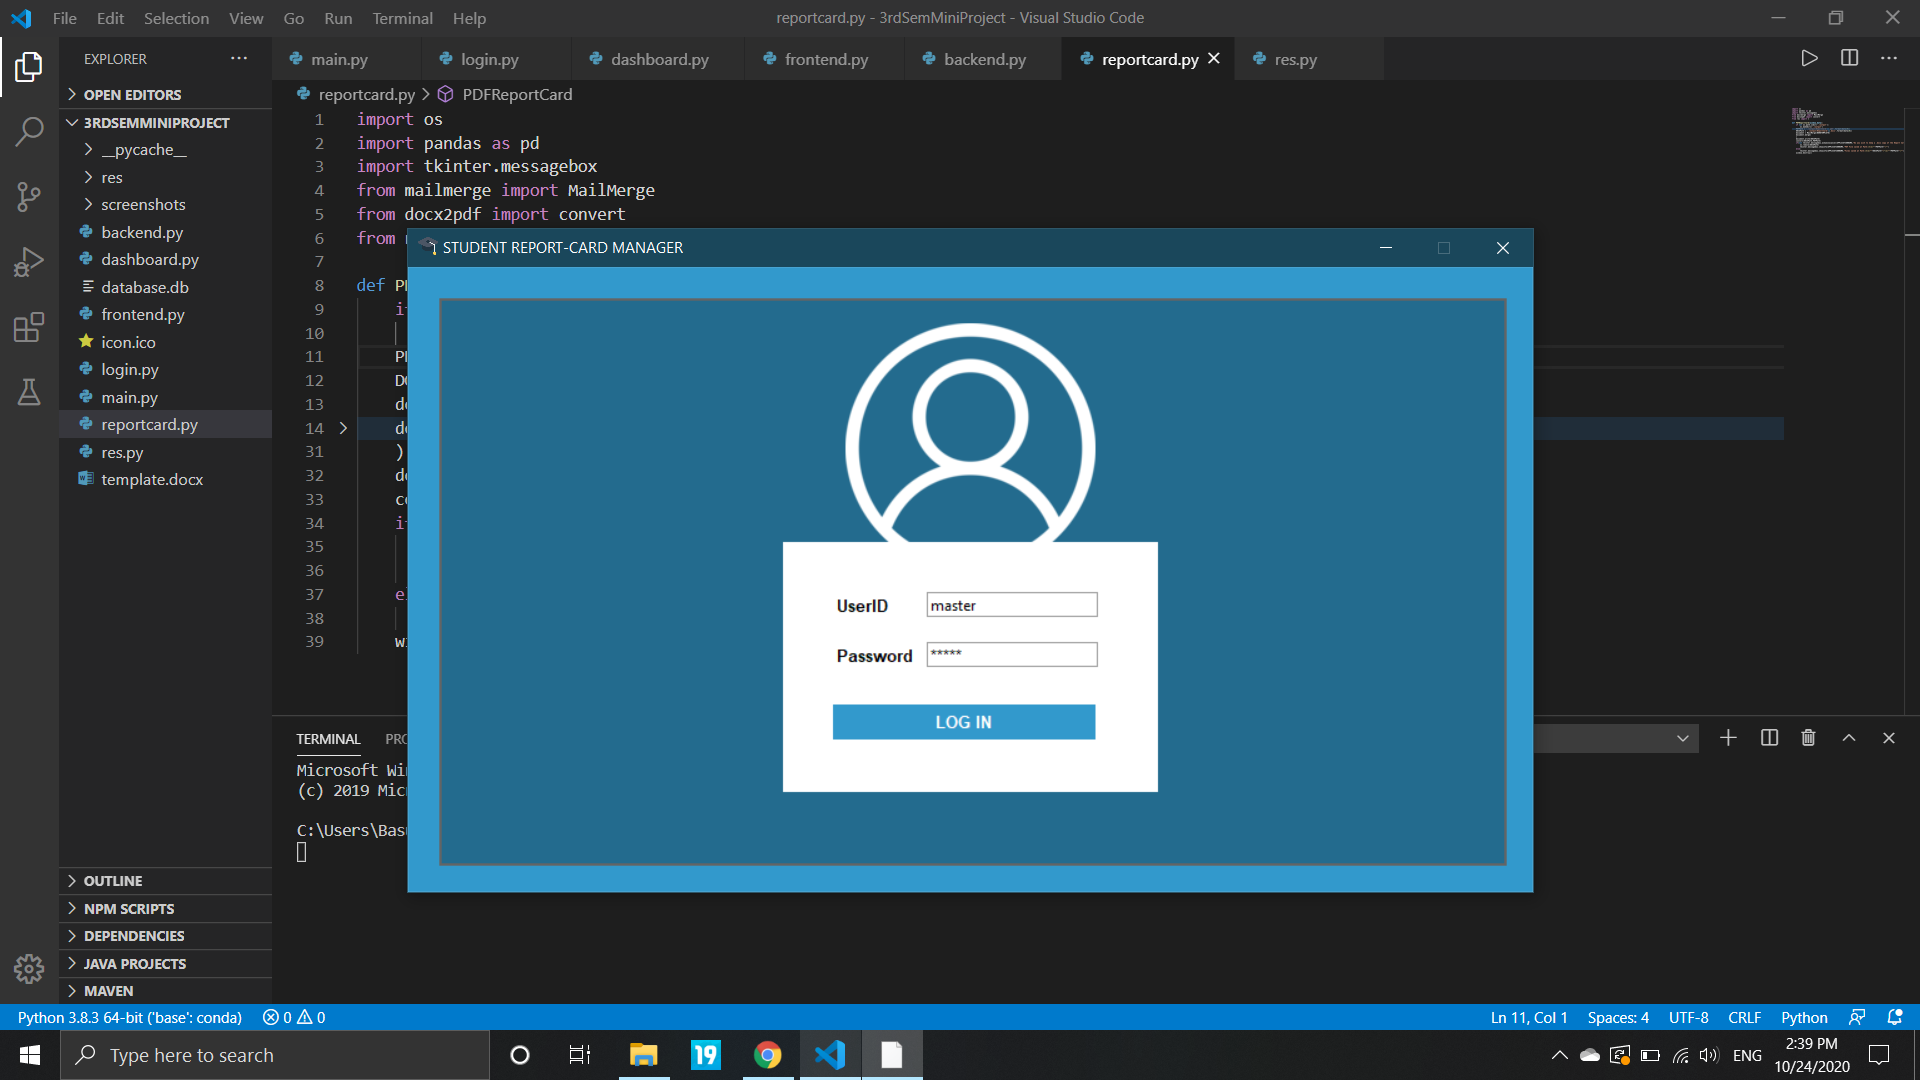 File Edit Selection View Go Run Terminal Help
reportcard.py - 3rdSemMiniProject - Visual Studio Code
EXPLORER
main.py login.py dashboard.py frontend.py backend.py reportcard.py res.py
OPEN EDITORS
3RDSEMMINIPROJECT
__pycache__
res
screenshots
backend.py
dashboard.py
database.db
frontend.py
icon.ico
login.py
main.py
reportcard.py
res.py
template.docx
OUTLINE
NPM SCRIPTS
DEPENDENCIES
JAVA PROJECTS
MAVEN
reportcard.py > PDFReportCard
1 import os
2 import pandas as pd
3 import tkinter.messagebox
4 from mailmerge import MailMerge
5 from docx2pdf import convert
6 from
7
8 def
9
10
11
12
13
14
31 )
32
33
34
35
36
37
38
39
STUDENT REPORT-CARD MANAGER
UserID master
Password *****
LOG IN
TERMINAL
Microsoft
(c) 2019
C:\Users\
Python 3.8.3 64-bit ('base': conda) 0 0
Ln 11, Col 1 Spaces: 4 UTF-8 CRLF Python
Type here to search
19
ENG
2:39 PM
10/24/2020